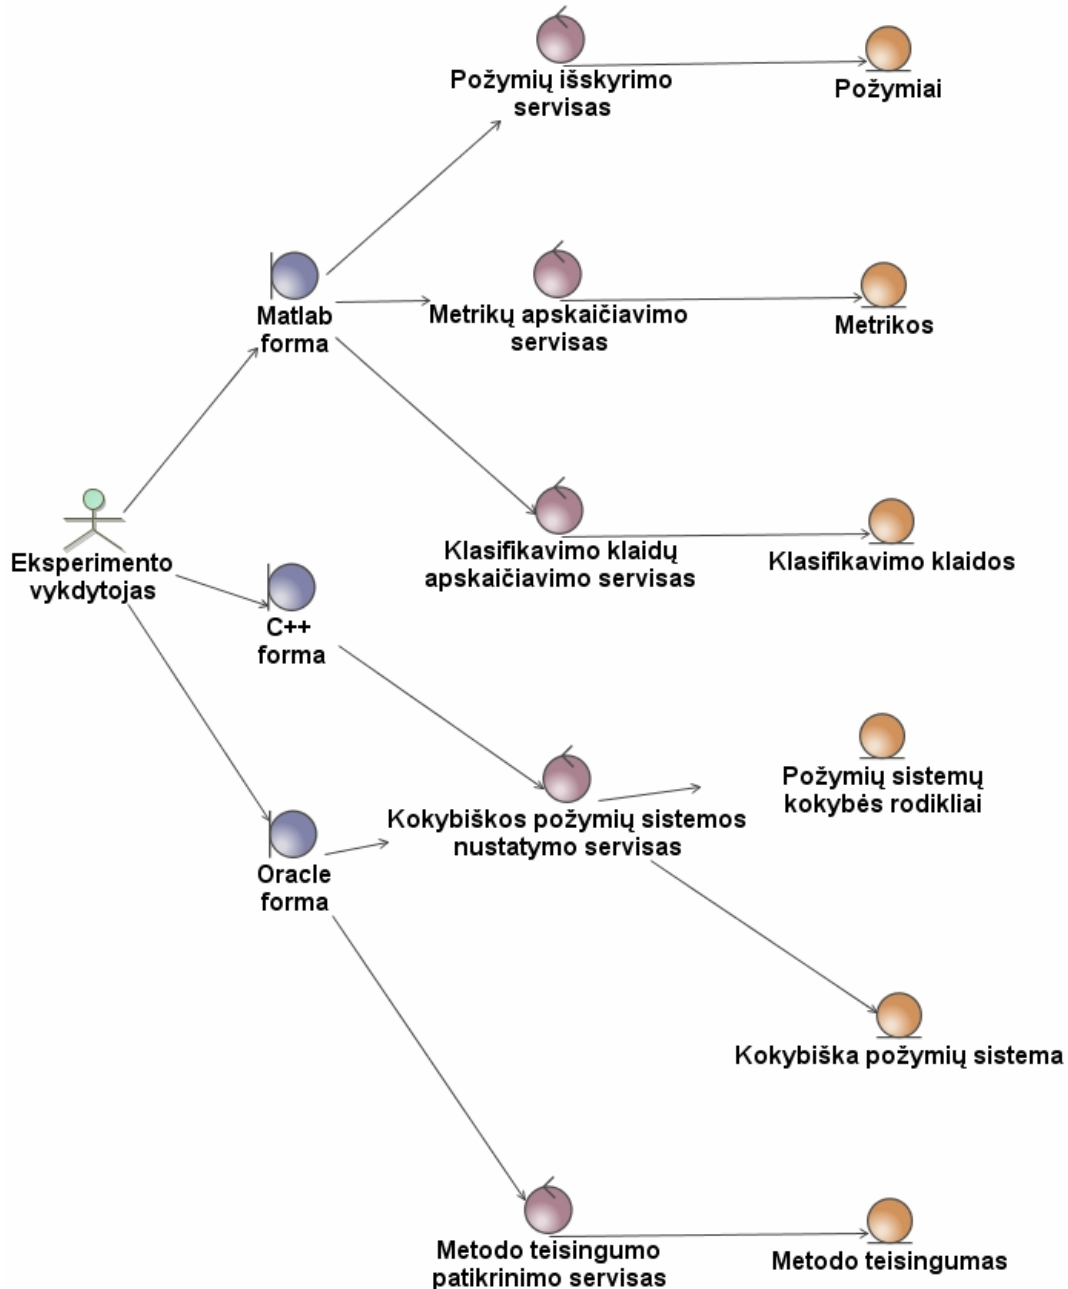 Požymių išskyrimo
servisas
Požymiai
Matlab
forma
Metrikų apskaičiavimo
servisas
Metrikos
Eksperimento
vykdytojas
Klasifikavimo klaidų
apskaičiavimo servisas
Klasifikavimo klaidos
C++
forma
Požymių sistemų
kokybės rodikliai
Kokybiškos požymių sistemos
nustatymo servisas
Oracle
forma
Kokybiška požymių sistema
Metodo teisingumo
patikrinimo servisas
Metodo teisingumas